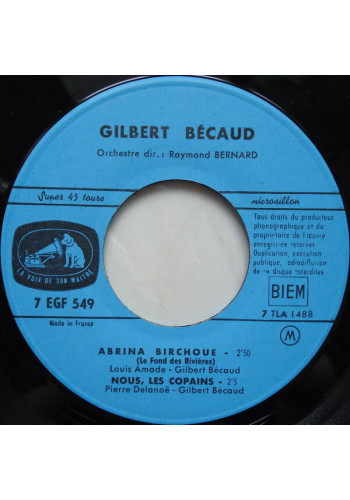 GILBERT BÉCAUD
Orchestre dir. : Raymond BERNARD
Super 45 tours
microsillon
Tous droits du producteur
phonographique et du
propriétaire de l'œuvre
enregistrée réservés
Duplication, exécution
publique, radiodiffusion
de ce disque interdites
LA VOIX DE SON MAITRE
7 EGF 549
BIEM
7 TLA 1488
Made in France
M
ABRINA BIRCHOUE - 2'50
(Le Fond des Rivières)
Louis Amade - Gilbert Bécaud
NOUS, LES COPAINS - 2'5
Pierre Delanoë - Gilbert Bécaud